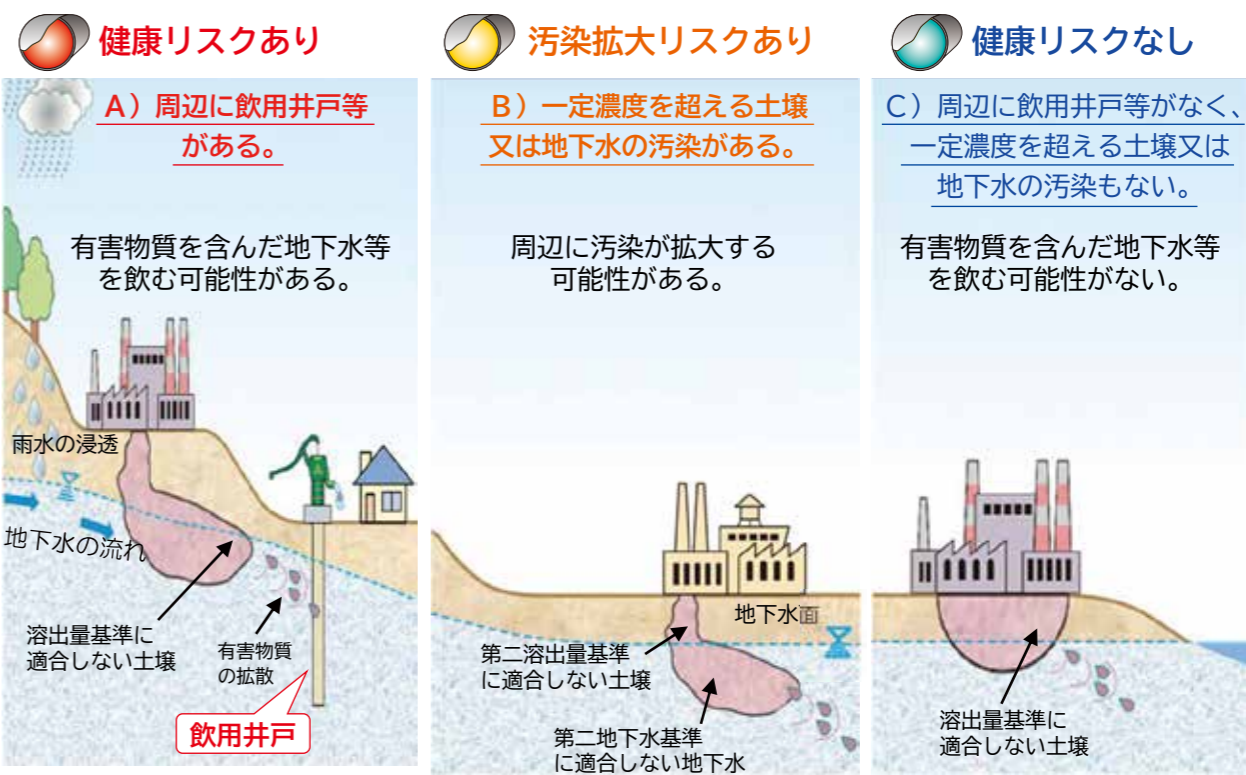 健康リスクあり
A）周辺に飲用井戸等
がある。
有害物質を含んだ地下水等
を飲む可能性がある。
雨水の浸透
地下水の流れ
溶出量基準に
適合しない土壌
有害物質
の拡散
飲用井戸
汚染拡大リスクあり
B）一定濃度を超える土壌
又は地下水の汚染がある。
周辺に汚染が拡大する
可能性がある。
地下水面
第二溶出量基準
に適合しない土壌
第二地下水基準
に適合しない地下水
健康リスクなし
C）周辺に飲用井戸等がなく、
一定濃度を超える土壌又は
地下水の汚染もない。
有害物質を含んだ地下水等
を飲む可能性がない。
溶出量基準に
適合しない土壌